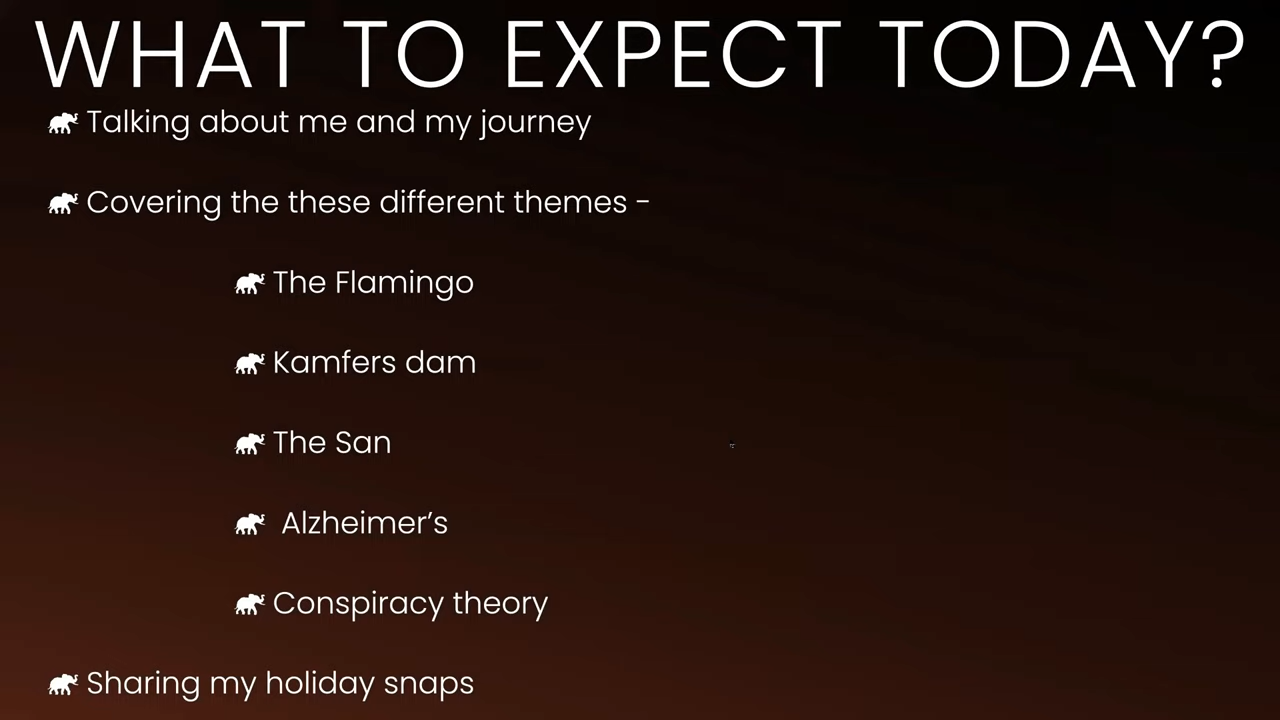 WHAT TO EXPECT TODAY?
Talking about me and my journey
Covering the these different themes -
The Flamingo
Kamfers dam
The San
Alzheimer’s
Conspiracy theory
Sharing my holiday snaps